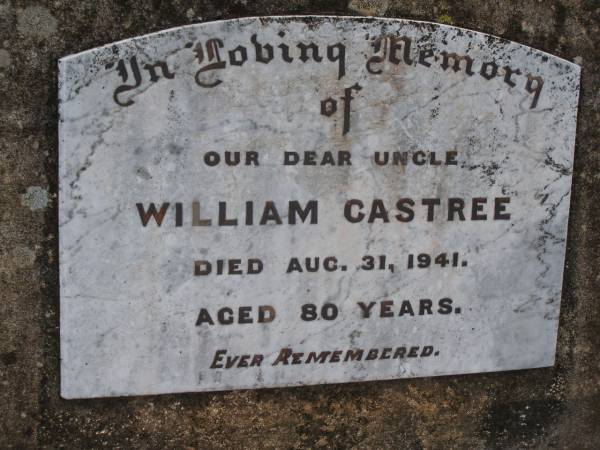 In Loving Memory
of
OUR DEAR UNCLE
WILLIAM CASTREE
DIED AUG. 31, 1941.
AGED 80 YEARS.
EVER REMEMBERED.